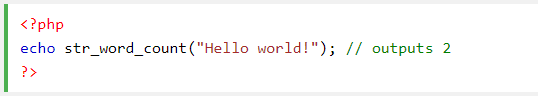 <?php
echo str_word_count("Hello world!"); // outputs 2
?>